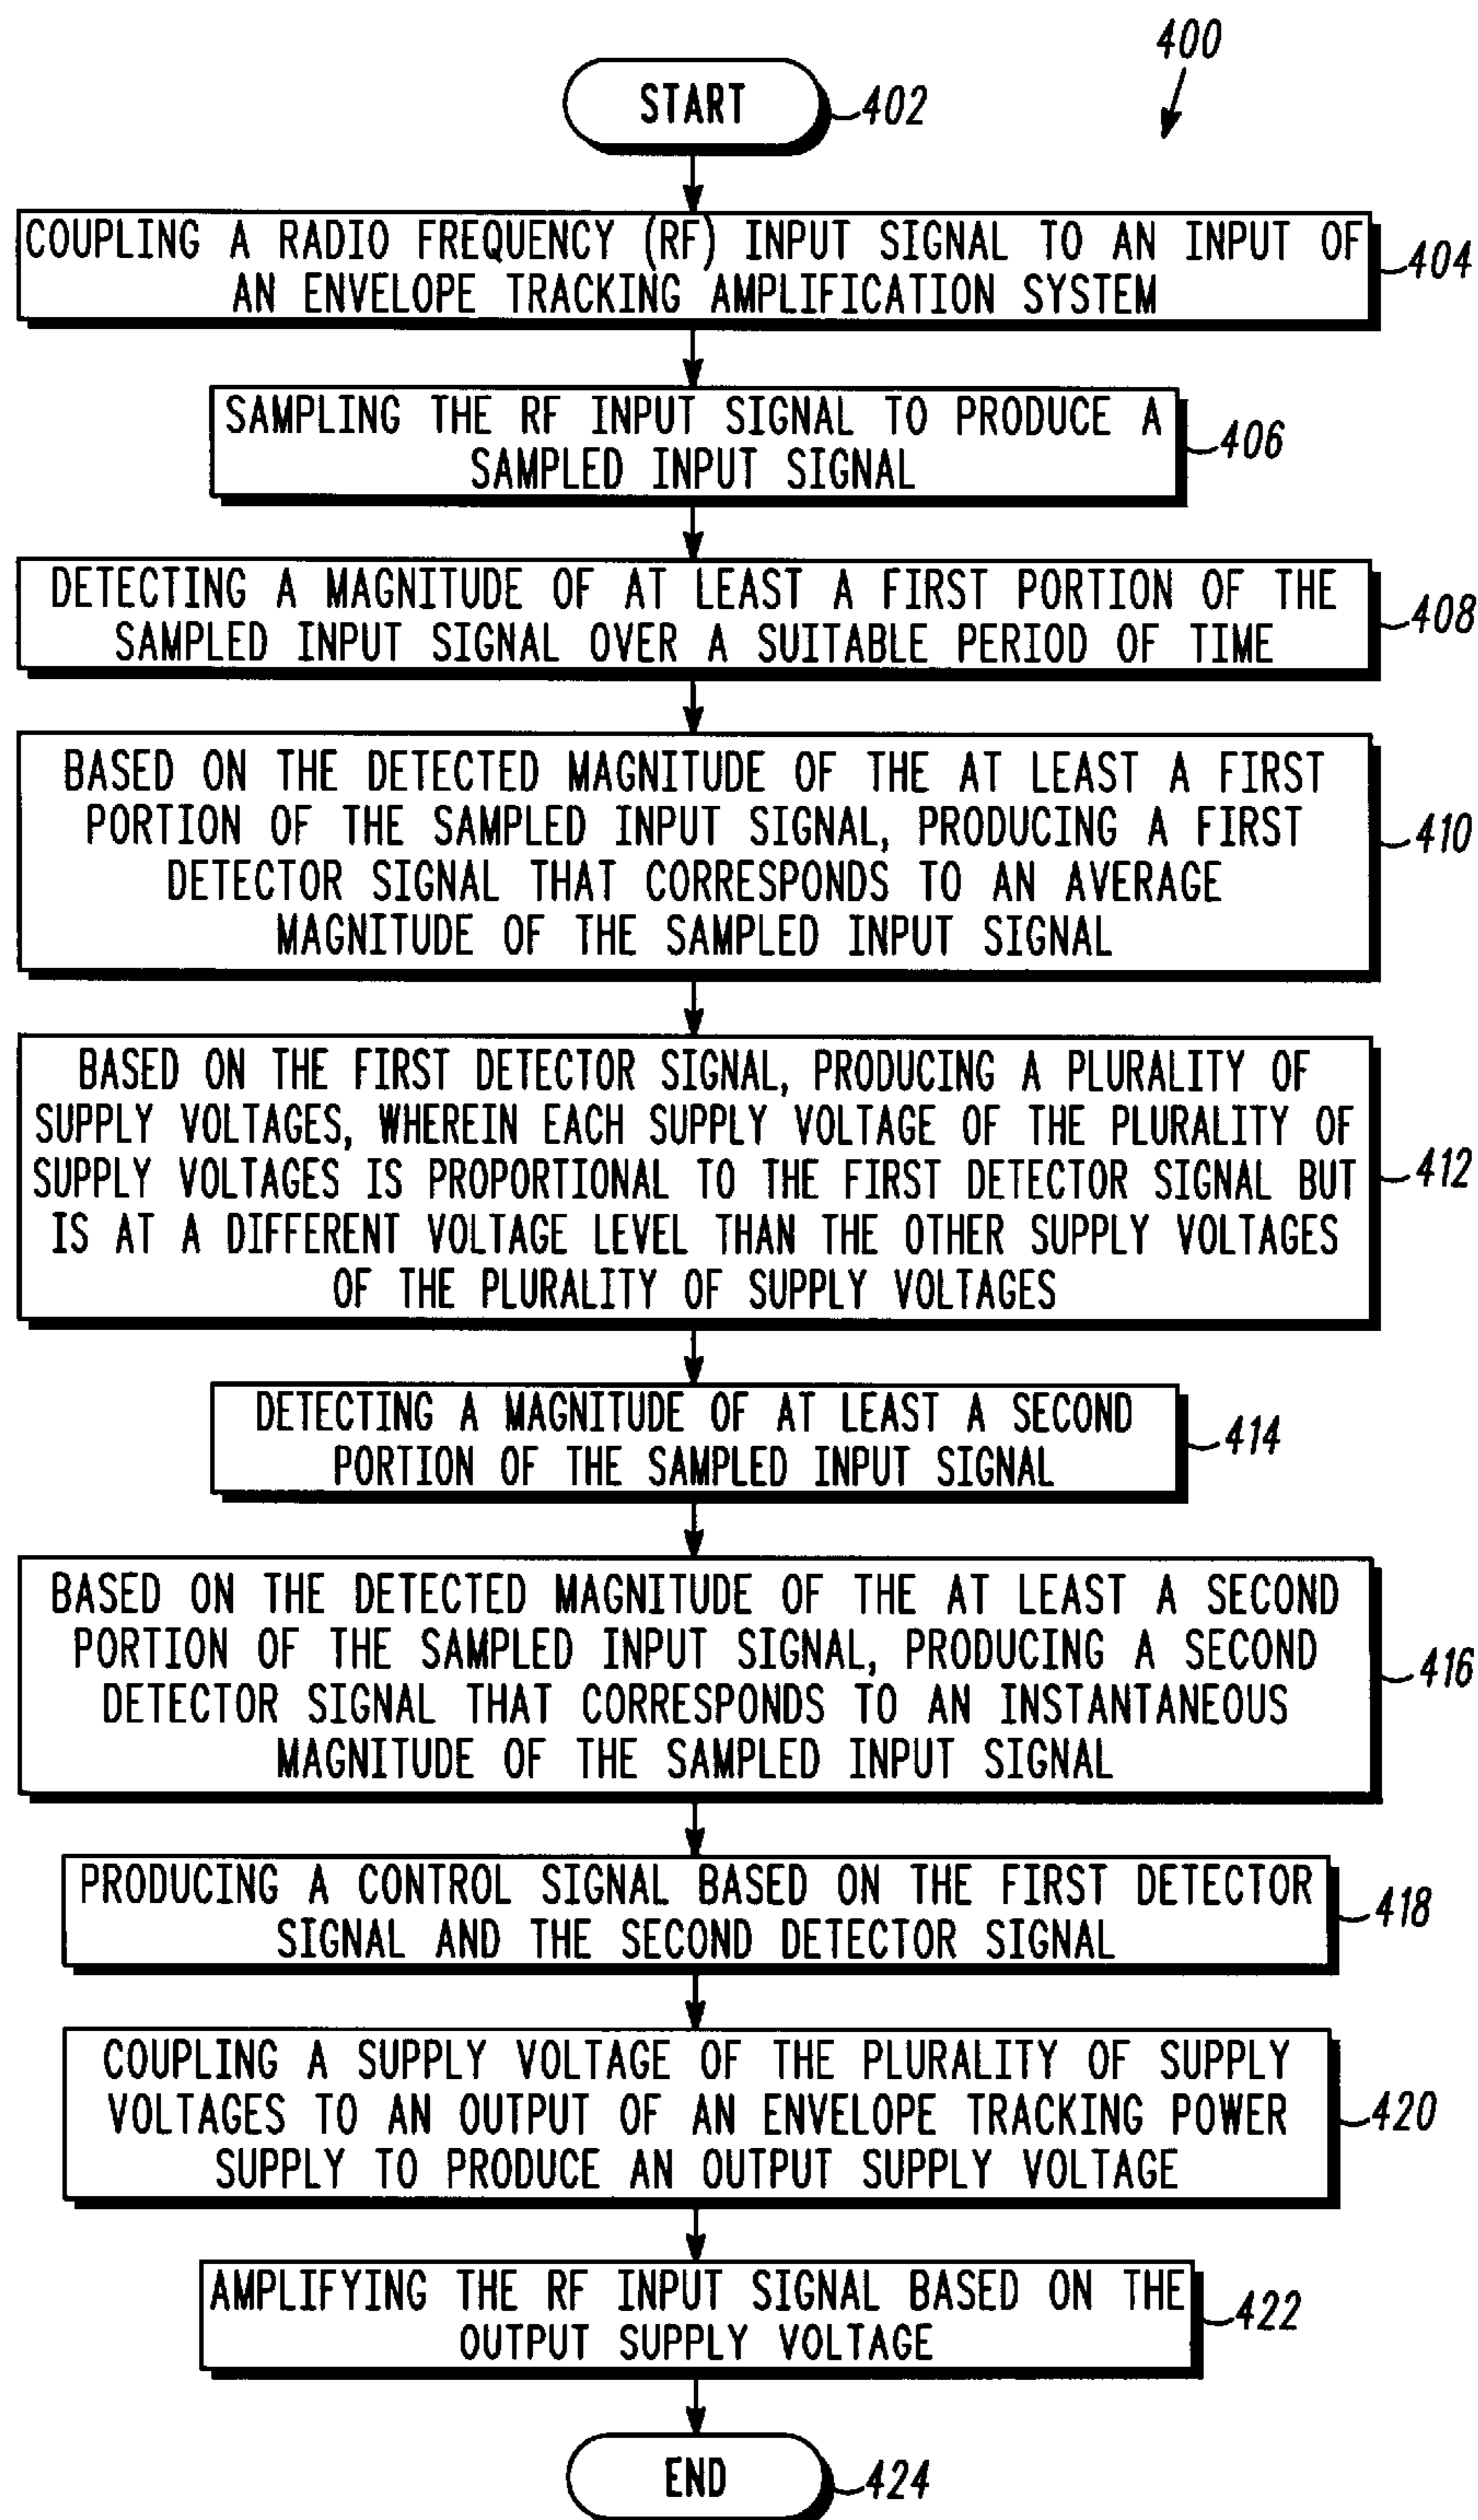 400
START
402
COUPLING A RADIO FREQUENCY (RF) INPUT SIGNAL TO AN INPUT OF
AN ENVELOPE TRACKING AMPLIFICATION SYSTEM
404
SAMPLING THE RF INPUT SIGNAL TO PRODUCE A
SAMPLED INPUT SIGNAL
406
DETECTING A MAGNITUDE OF AT LEAST A FIRST PORTION OF THE
SAMPLED INPUT SIGNAL OVER A SUITABLE PERIOD OF TIME
408
BASED ON THE DETECTED MAGNITUDE OF THE AT LEAST A FIRST
PORTION OF THE SAMPLED INPUT SIGNAL, PRODUCING A FIRST
DETECTOR SIGNAL THAT CORRESPONDS TO AN AVERAGE
MAGNITUDE OF THE SAMPLED INPUT SIGNAL
410
BASED ON THE FIRST DETECTOR SIGNAL, PRODUCING A PLURALITY OF
SUPPLY VOLTAGES, WHEREIN EACH SUPPLY VOLTAGE OF THE PLURALITY OF
SUPPLY VOLTAGES IS PROPORTIONAL TO THE FIRST DETECTOR SIGNAL BUT
IS AT A DIFFERENT VOLTAGE LEVEL THAN THE OTHER SUPPLY VOLTAGES
OF THE PLURALITY OF SUPPLY VOLTAGES
412
DETECTING A MAGNITUDE OF AT LEAST A SECOND
PORTION OF THE SAMPLED INPUT SIGNAL
414
BASED ON THE DETECTED MAGNITUDE OF THE AT LEAST A SECOND
PORTION OF THE SAMPLED INPUT SIGNAL, PRODUCING A SECOND
DETECTOR SIGNAL THAT CORRESPONDS TO AN INSTANTANEOUS
MAGNITUDE OF THE SAMPLED INPUT SIGNAL
416
PRODUCING A CONTROL SIGNAL BASED ON THE FIRST DETECTOR
SIGNAL AND THE SECOND DETECTOR SIGNAL
418
COUPLING A SUPPLY VOLTAGE OF THE PLURALITY OF SUPPLY
VOLTAGES TO AN OUTPUT OF AN ENVELOPE TRACKING POWER
SUPPLY TO PRODUCE AN OUTPUT SUPPLY VOLTAGE
420
AMPLIFYING THE RF INPUT SIGNAL BASED ON THE
OUTPUT SUPPLY VOLTAGE
422
END
424